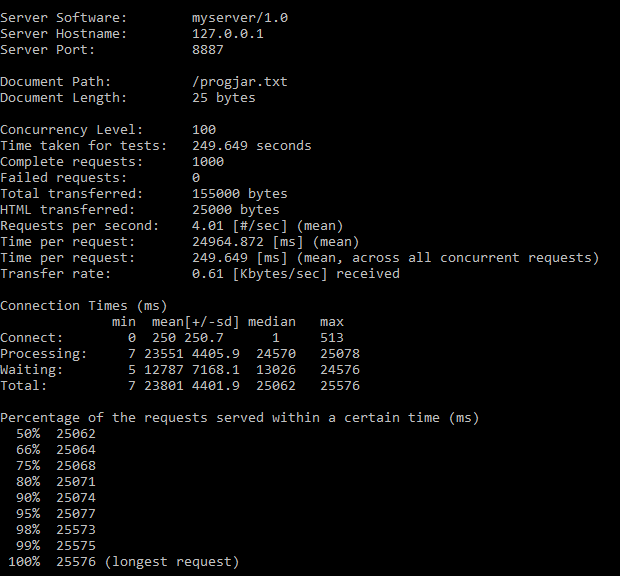 Server Software:        myserver/1.0
Server Hostname:        127.0.0.1
Server Port:            8887

Document Path:          /progjar.txt
Document Length:        25 bytes

Concurrency Level:      100
Time taken for tests:   249.649 seconds
Complete requests:      1000
Failed requests:        0
Total transferred:      155000 bytes
HTML transferred:       25000 bytes
Requests per second:    4.01 [#/sec] (mean)
Time per request:       24964.872 [ms] (mean)
Time per request:       249.649 [ms] (mean, across all concurrent requests)
Transfer rate:          0.61 [Kbytes/sec] received

Connection Times (ms)
              min  mean[+/-sd] median   max
Connect:        0  250 250.7      1     513
Processing:     7 23551 4405.9  24570   25078
Waiting:        5 12787 7168.1  13026   24576
Total:          7 23801 4401.9  25062   25576

Percentage of the requests served within a certain time (ms)
  50%  25062
  66%  25064
  75%  25068
  80%  25071
  90%  25074
  95%  25077
  98%  25573
  99%  25575
 100%  25576 (longest request)